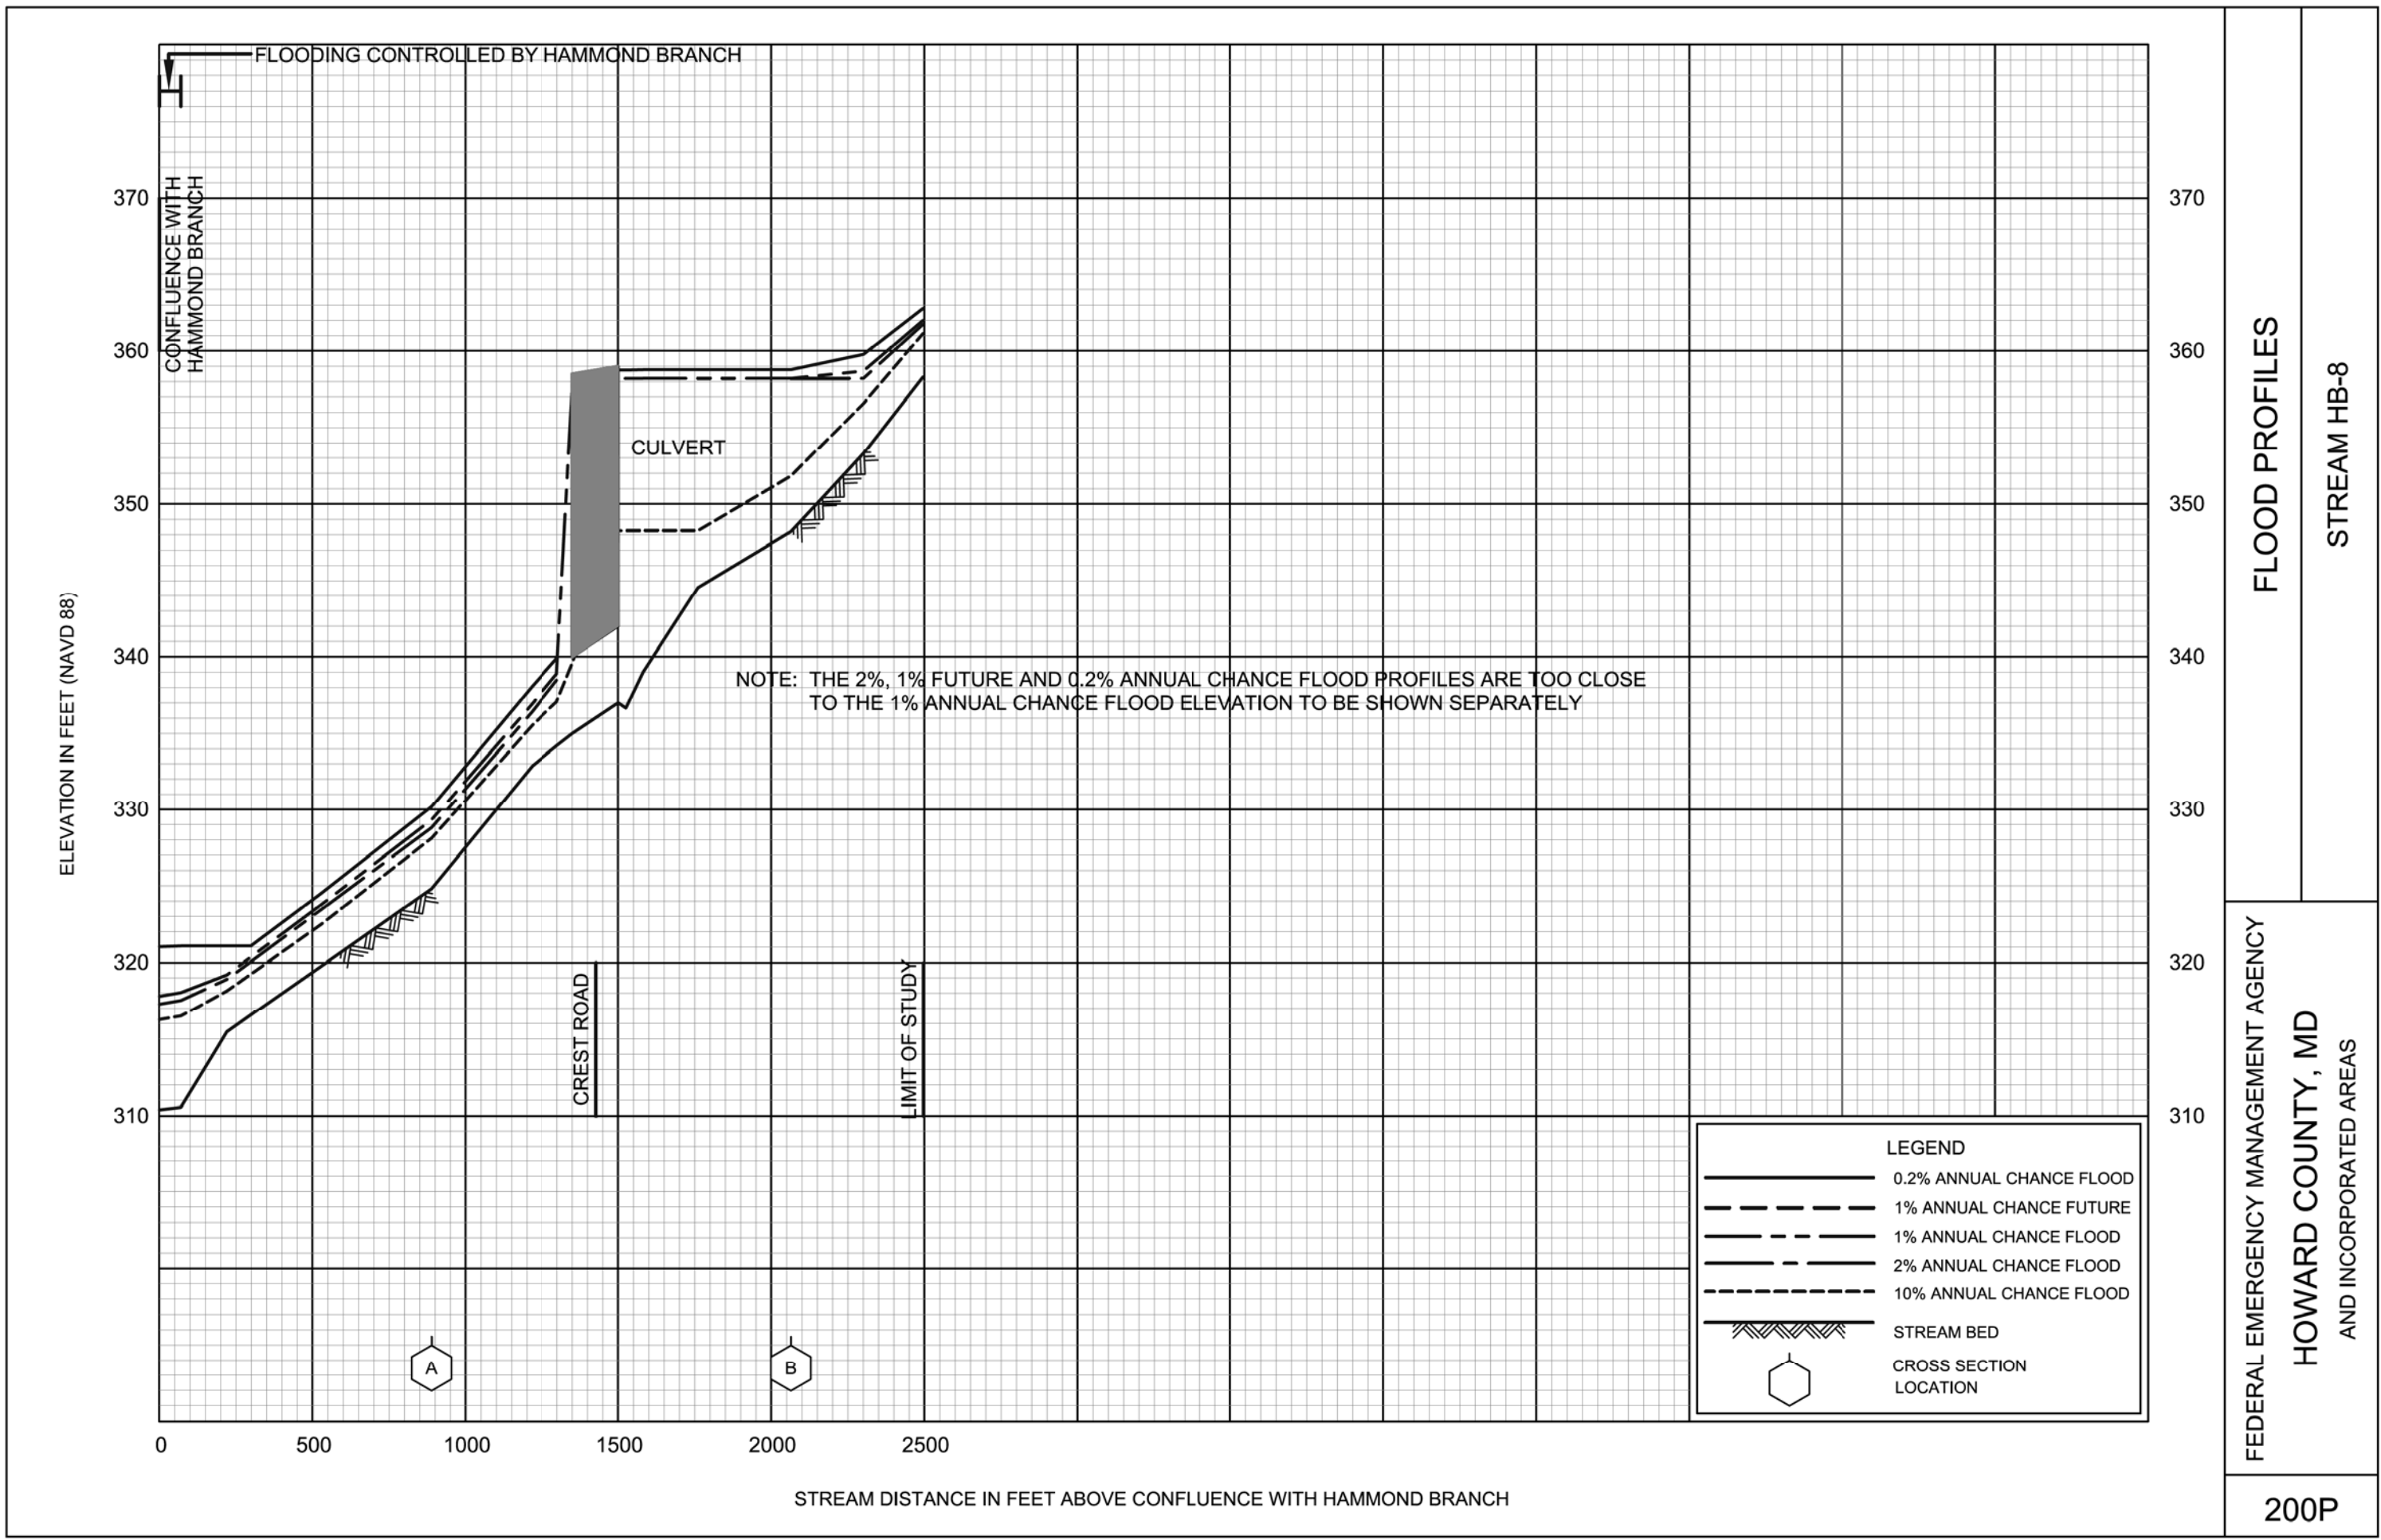 FLOODING CONTROLLED BY HAMMOND BRANCH
CONFLUENCE WITH
HAMMOND BRANCH
370
360
350
340
330
320
310
ELEVATION IN FEET (NAVD 88)
CULVERT
NOTE: THE 2%, 1% FUTURE AND 0.2% ANNUAL CHANCE FLOOD PROFILES ARE TOO CLOSE
TO THE 1% ANNUAL CHANCE FLOOD ELEVATION TO BE SHOWN SEPARATELY
CREST ROAD
LIMIT OF STUDY
370
360
350
340
330
320
310
A
B
0
500
1000
1500
2000
2500
STREAM DISTANCE IN FEET ABOVE CONFLUENCE WITH HAMMOND BRANCH
LEGEND
0.2% ANNUAL CHANCE FLOOD
1% ANNUAL CHANCE FUTURE
1% ANNUAL CHANCE FLOOD
2% ANNUAL CHANCE FLOOD
10% ANNUAL CHANCE FLOOD
STREAM BED
CROSS SECTION
LOCATION
FLOOD PROFILES
STREAM HB-8
FEDERAL EMERGENCY MANAGEMENT AGENCY
HOWARD COUNTY, MD
AND INCORPORATED AREAS
200P